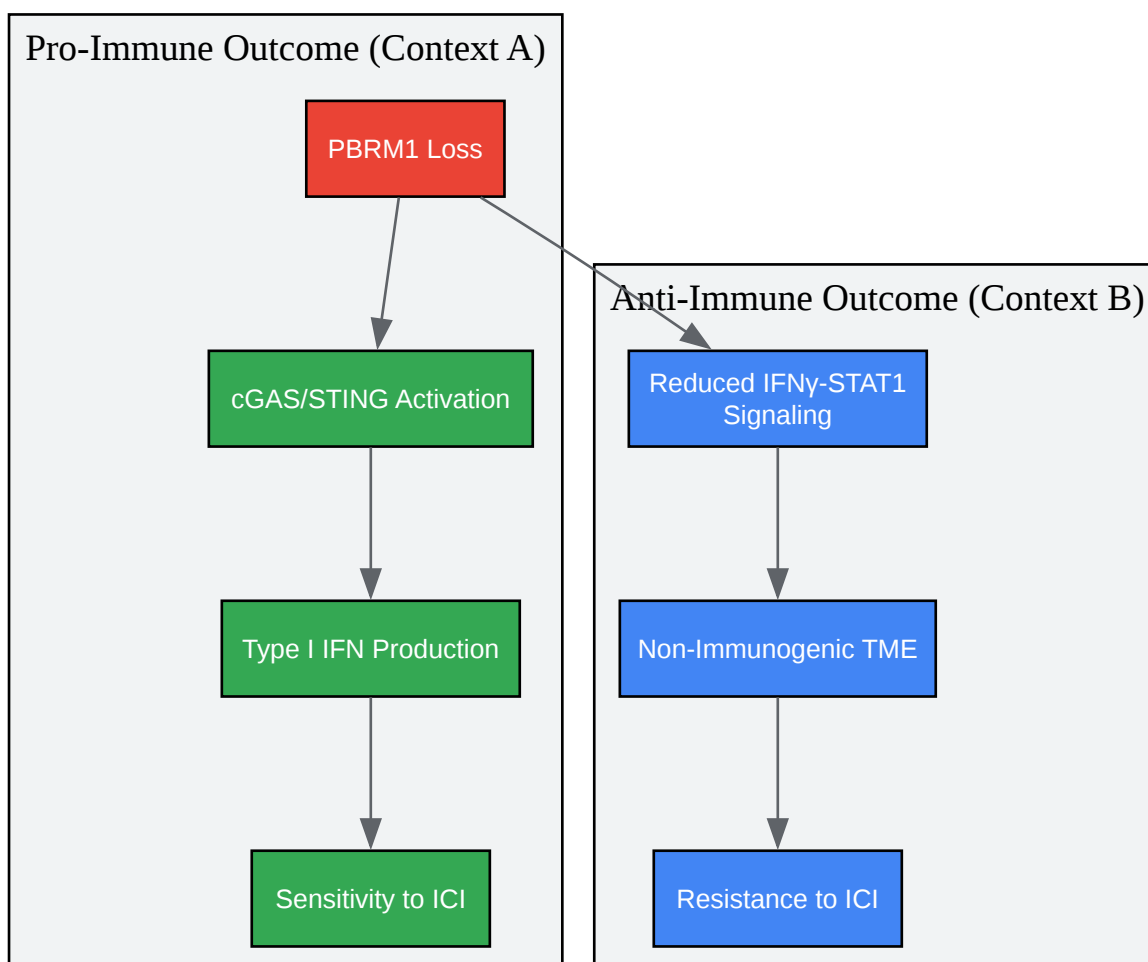 Pro-Immune Outcome (Context A)
PBRM1 Loss
cGAS/STING Activation
Type I IFN Production
Sensitivity to ICI
Anti-Immune Outcome (Context B)
Reduced IFNγ-STAT1
Signaling
Non-Immunogenic TME
Resistance to ICI